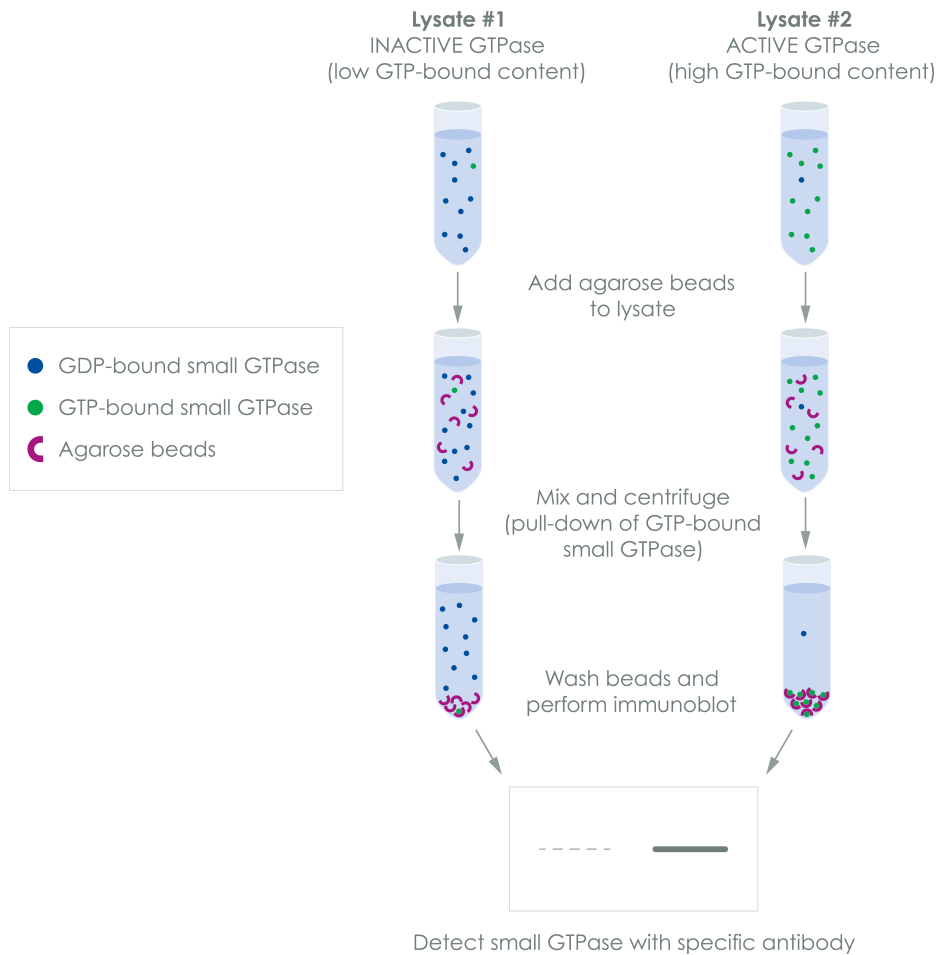 Lysate #1
INACTIVE GTPase
(low GTP-bound content)
Lysate #2
ACTIVE GTPase
(high GTP-bound content)
Add agarose beads
to lysate
GDP-bound small GTPase
GTP-bound small GTPase
Agarose beads
Mix and centrifuge
(pull-down of GTP-bound
small GTPase)
Wash beads and
perform immunoblot
Detect small GTPase with specific antibody